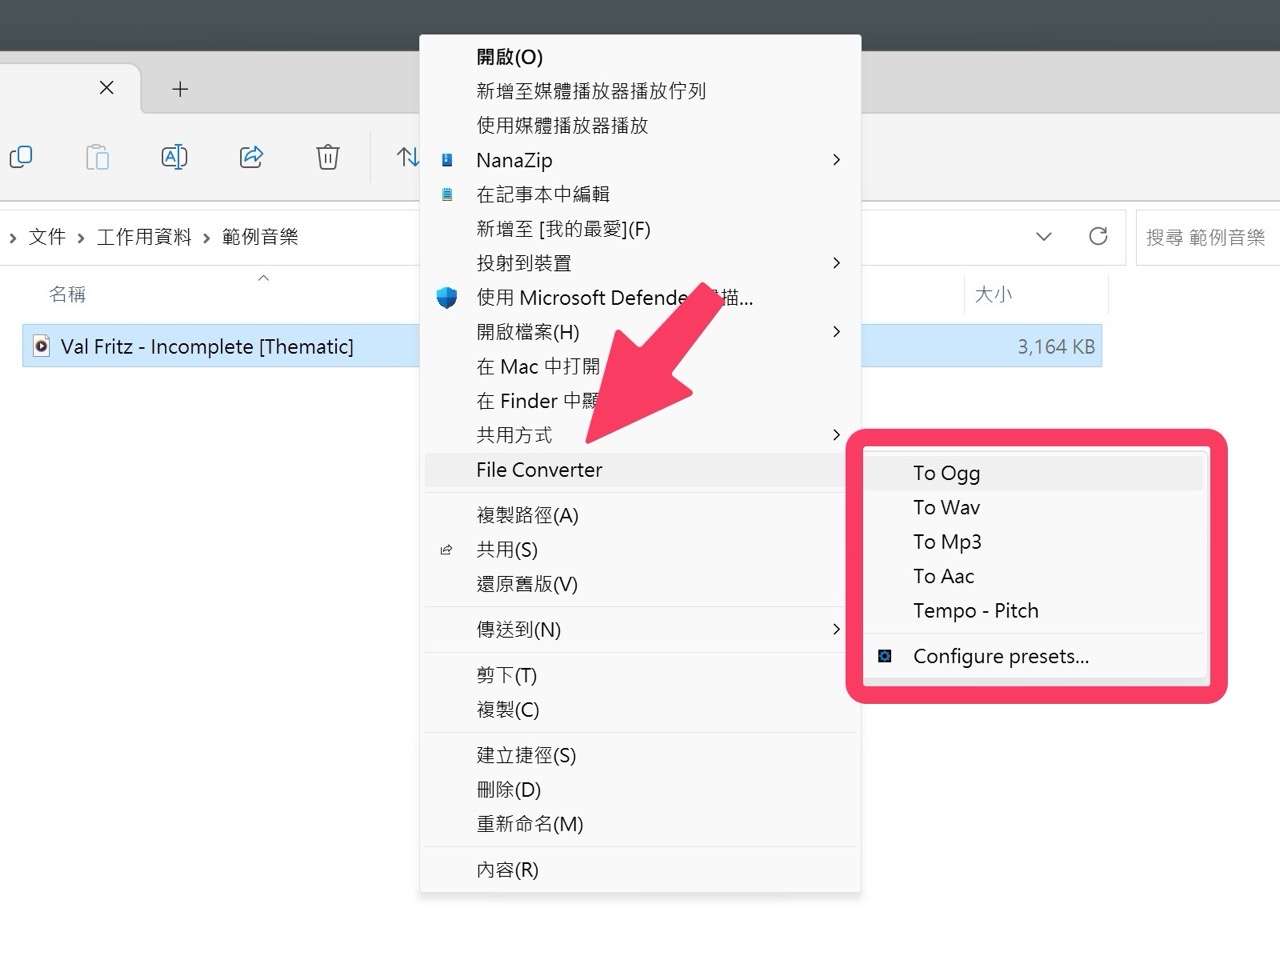 開啟(O)
新增至媒體播放器播放佇列
使用媒體播放器播放
NanaZip
在記事本中編輯
新增至 [我的最愛](F)
投射到裝置
使用 Microsoft Defende 描...
開啟檔案(H)
在 Mac 中打開
在 Finder 中顯
共用方式
File Converter
複製路徑(A)
共用(S)
還原舊版(V)
傳送到(N)
剪下(T)
複製(C)
建立捷徑(S)
刪除(D)
重新命名(M)
內容(R)
文件 工作用資料 範例音樂
搜尋 範例音樂
名稱
大小
Val Fritz - Incomplete [Thematic]
3,164 KB
To Ogg
To Wav
To Mp3
To Aac
Tempo - Pitch
Configure presets...